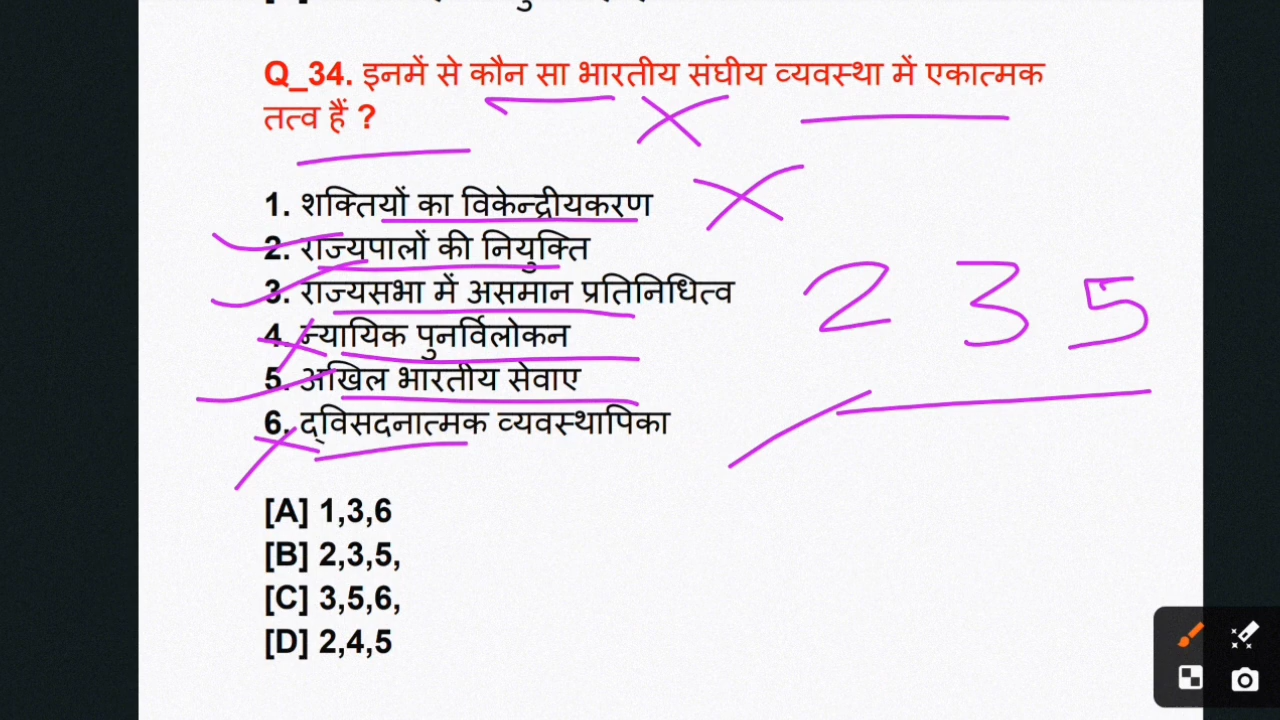 Q_34. इनमें से कौन सा भारतीय संघीय व्यवस्था में एकात्मक
तत्व हैं ?
1. शक्तियों का विकेन्द्रीयकरण
2. राज्यपालों की नियुक्ति
3. राज्यसभा में असमान प्रतिनिधित्व
4. न्यायिक पुनर्विलोकन
5. अखिल भारतीय सेवाए
6. द्विसदनात्मक व्यवस्थापिका
2 3 5
[A] 1,3,6
[B] 2,3,5,
[C] 3,5,6,
[D] 2,4,5